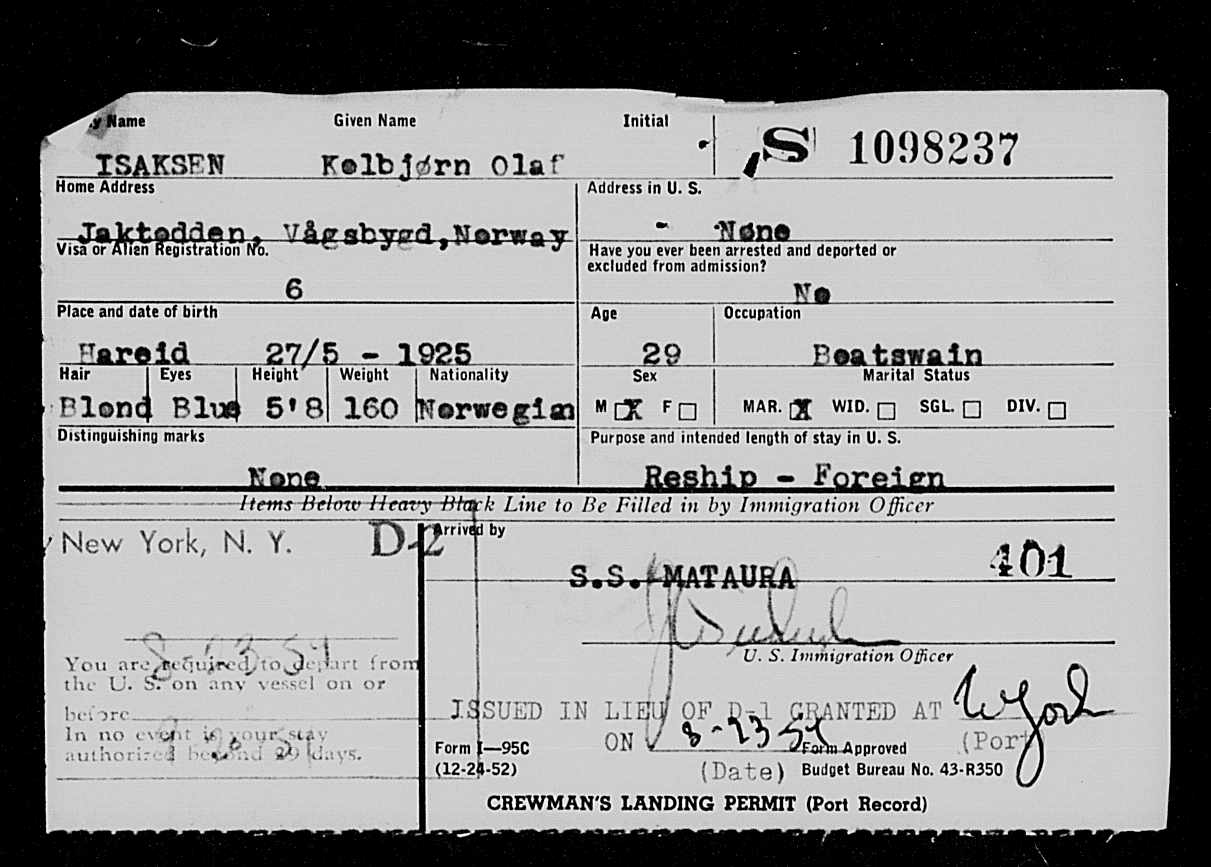 y Name Given Name Initial
ISAKSEN Kolbjørn Olaf - S 1098237
Home Address Address in U. S.
Jaktodden, Vågsbygd,Norway - None
Visa or Alien Registration No. Have you ever been arrested and deported or
excluded from admission?
6 No
Place and date of birth Age Occupation
Hareid 27/5 - 1925 29 Boatswain
Hair Eyes Height Weight Nationality Sex Marital Status
Blond Blue 5'8 160 Norwegian M X F MAR. X WID. SGL. DIV.
Distinguishing marks Purpose and intended length of stay in U. S.
None Reship - Foreign
Items Below Heavy Black Line to Be Filled in by Immigration Officer
New York, N. Y. D-2 Arrived by
S.S. MATAURA 401
8-23-54
U. S. Immigration Officer
You are required to depart from
the U. S. on any vessel on or
before
In no event is your stay
authorized beyond 29 days.
ISSUED IN LIEU OF D-1 GRANTED AT N York
ON 8-23 54 (Port
(Date)
Form I—95C Form Approved
(12-24-52) Budget Bureau No. 43-R350
CREWMAN'S LANDING PERMIT (Port Record)